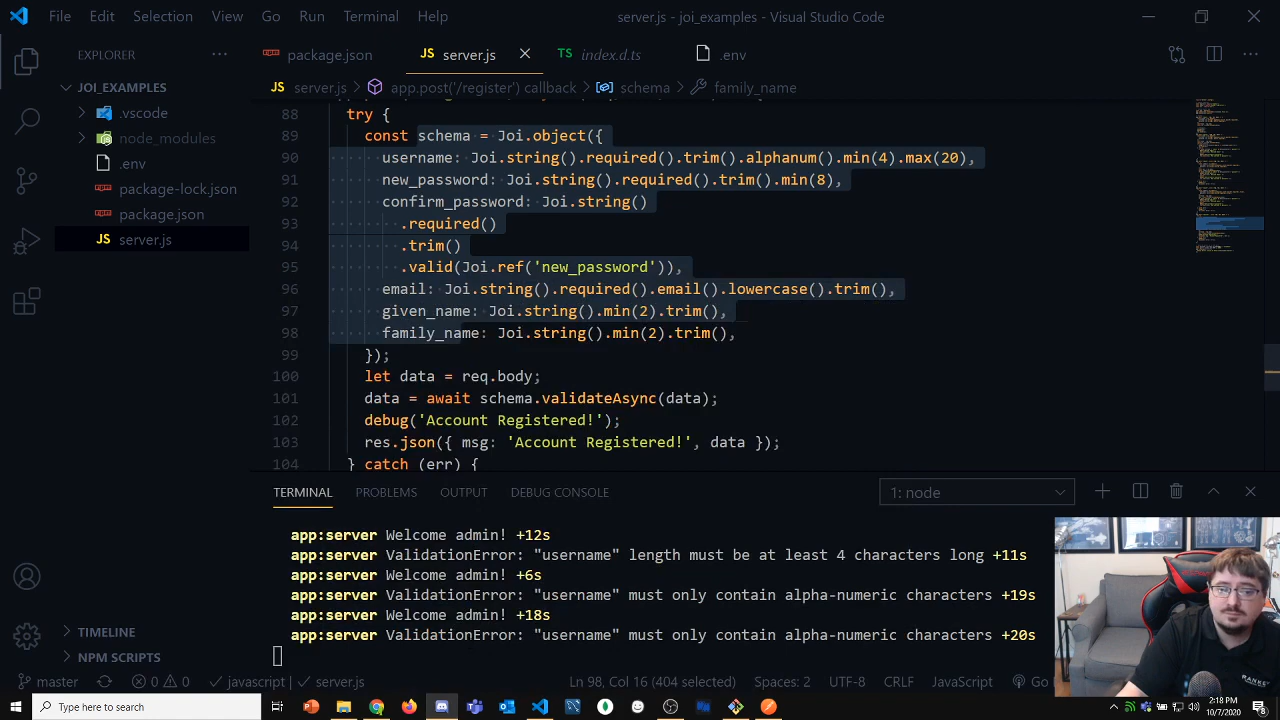 File Edit Selection View Go Run Terminal Help
server.js - joi_examples - Visual Studio Code
EXPLORER
package.json
JS server.js
TS index.d.ts
.env
JOI_EXAMPLES
JS server.js > app.post('/register') callback > schema > family_name
.vscode
node_modules
.env
package-lock.json
package.json
JS server.js
88 try {
89 const schema = Joi.object({
90 username: Joi.string().required().trim().alphanum().min(4).max(20),
91 new_password: Joi.string().required().trim().min(8),
92 confirm_password: Joi.string()
93 .required()
94 .trim()
95 .valid(Joi.ref('new_password')),
96 email: Joi.string().required().email().lowercase().trim(),
97 given_name: Joi.string().min(2).trim(),
98 family_name: Joi.string().min(2).trim(),
99 });
100 let data = req.body;
101 data = await schema.validateAsync(data);
102 debug('Account Registered!');
103 res.json({ msg: 'Account Registered!', data });
104 } catch (err) {
TERMINAL PROBLEMS OUTPUT DEBUG CONSOLE
1: node
app:server Welcome admin! +12s
app:server ValidationError: "username" length must be at least 4 characters long +11s
app:server Welcome admin! +6s
app:server ValidationError: "username" must only contain alpha-numeric characters +19s
app:server Welcome admin! +18s
app:server ValidationError: "username" must only contain alpha-numeric characters +20s
TIMELINE
NPM SCRIPTS
master
0 0
javascript
server.js
Ln 98, Col 16 (404 selected)
Spaces: 2
UTF-8
CRLF
JavaScript
Go
Type here to search
2:18 PM
10/7/2020